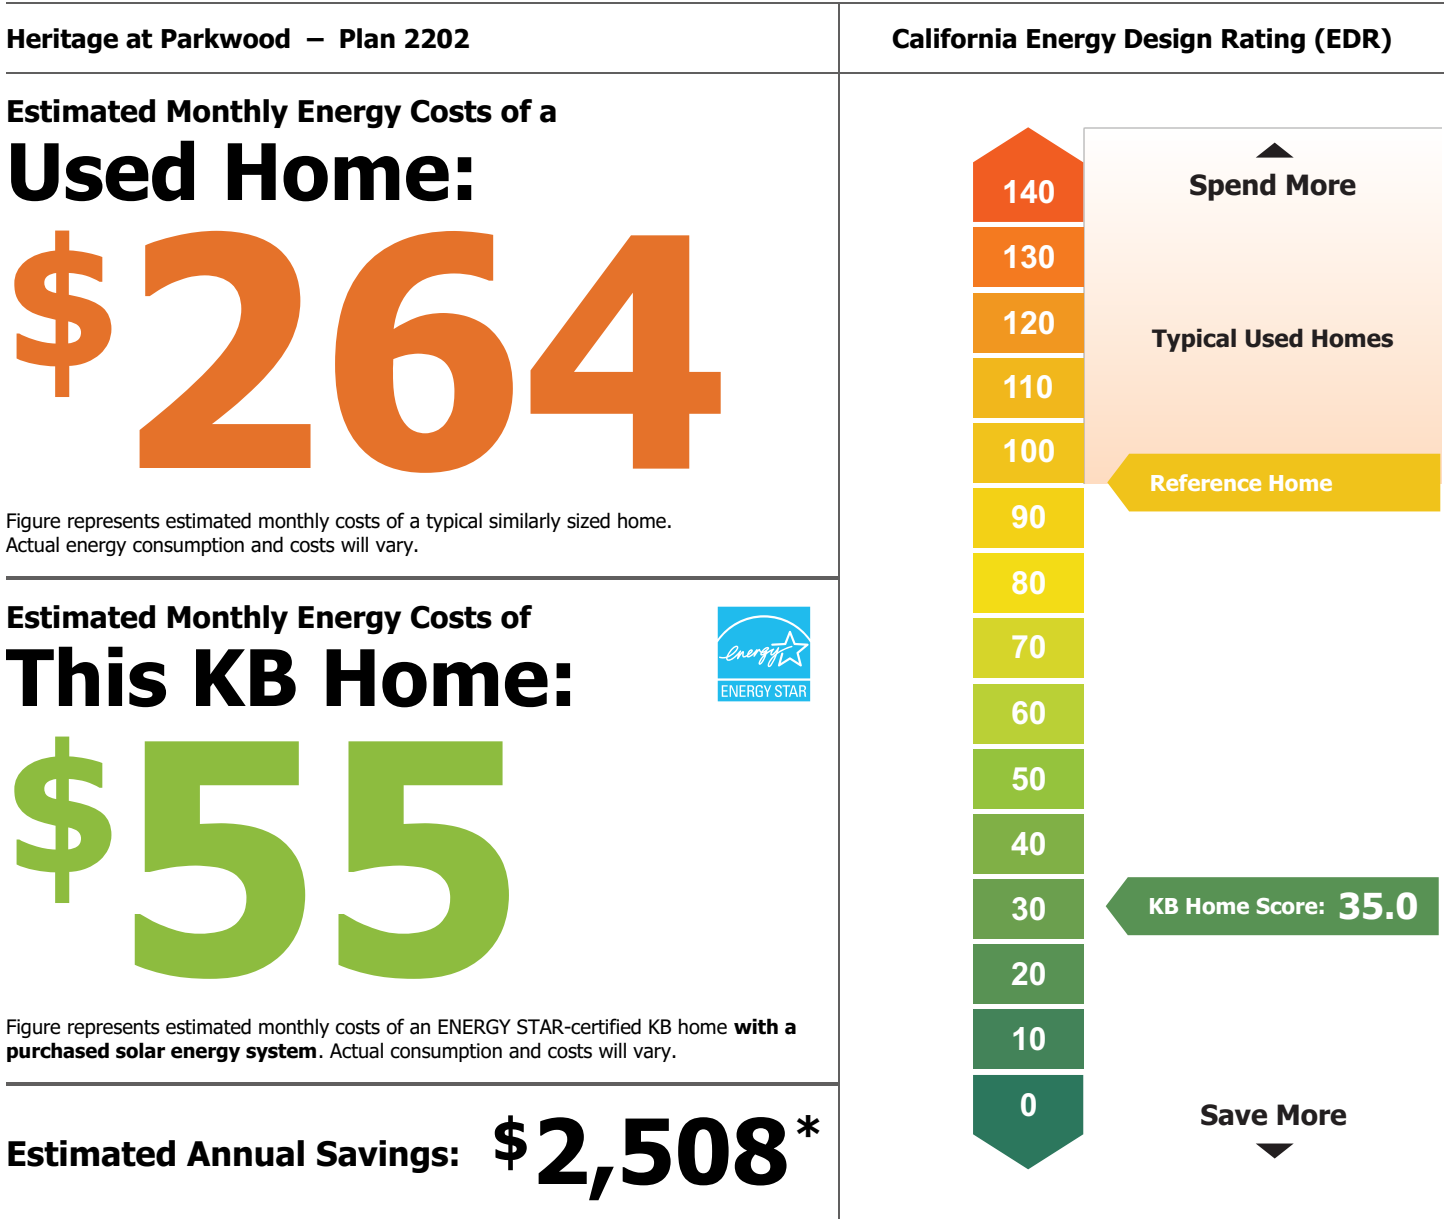 Heritage at Parkwood – Plan 2202
Estimated Monthly Energy Costs of a
Used Home:
$264
Figure represents estimated monthly costs of a typical similarly sized home.
Actual energy consumption and costs will vary.
Estimated Monthly Energy Costs of
This KB Home:
energy
ENERGY STAR
$55
Figure represents estimated monthly costs of an ENERGY STAR-certified KB home with a
purchased solar energy system. Actual consumption and costs will vary.
Estimated Annual Savings: $2,508*
California Energy Design Rating (EDR)
140
Spend More
130
120
Typical Used Homes
110
100
Reference Home
90
80
70
60
50
40
30
KB Home Score: 35.0
20
10
0
Save More